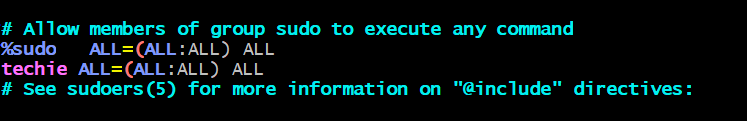 # Allow members of group sudo to execute any command
%sudo   ALL=(ALL:ALL) ALL
techie ALL=(ALL:ALL) ALL
# See sudoers(5) for more information on "@include" directives: